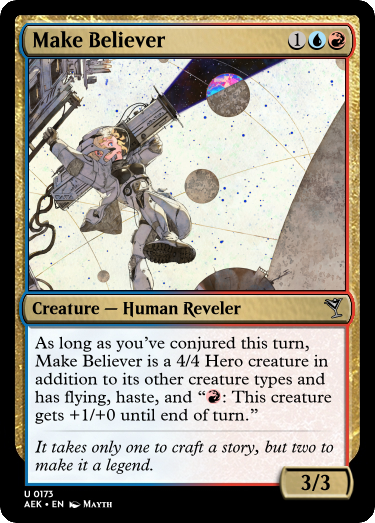 Make Believer 1
Creature — Human Reveler
As long as you've conjured this turn,
Make Believer is a 4/4 Hero creature in
addition to its other creature types and
has flying, haste, and “: This creature
gets +1/+0 until end of turn.”
It takes only one to craft a story, but two to
make it a legend.
3/3
U 0173
AEK • EN Mayth